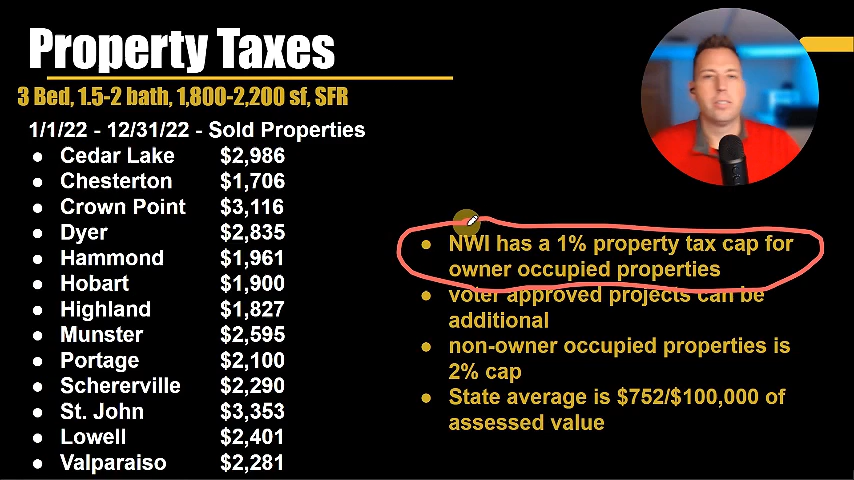 Property Taxes
3 Bed, 1.5-2 bath, 1,800-2,200 sf, SFR
1/1/22 - 12/31/22 - Sold Properties
● Cedar Lake $2,986
● Chesterton $1,706
● Crown Point $3,116
● Dyer $2,835
● Hammond $1,961
● Hobart $1,900
● Highland $1,827
● Munster $2,595
● Portage $2,100
● Schererville $2,290
● St. John $3,353
● Lowell $2,401
● Valparaiso $2,281
● NWI has a 1% property tax cap for
owner occupied properties
● voter approved projects can be
additional
● non-owner occupied properties is
2% cap
● State average is $752/$100,000 of
assessed value